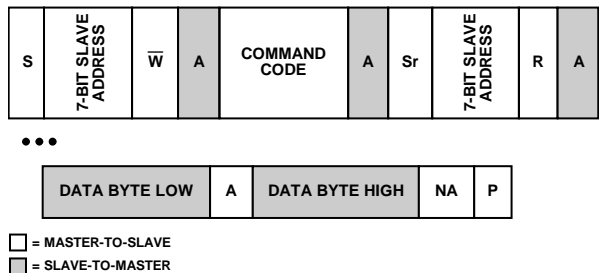 S 7-BIT SLAVE ADDRESS W̅ A COMMAND CODE A Sr 7-BIT SLAVE ADDRESS R A
•••
DATA BYTE LOW A DATA BYTE HIGH NA P
= MASTER-TO-SLAVE
= SLAVE-TO-MASTER